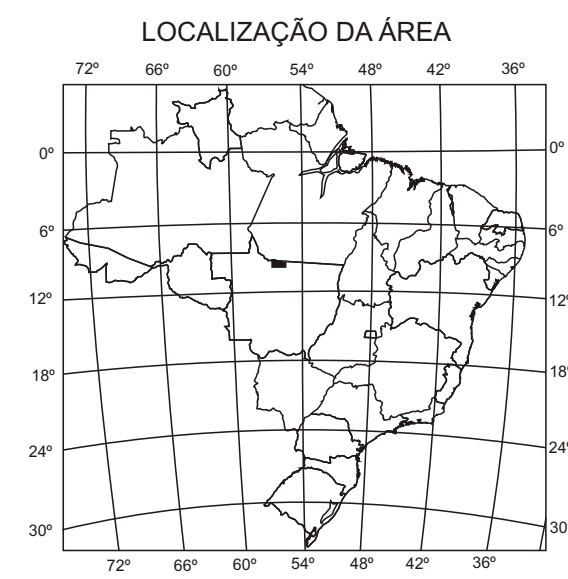 LOCALIZAÇÃO DA ÁREA
72º 66º 60º 54º 48º 42º 36º
0º 0º
6º 6º
12º 12º
18º 18º
24º 24º
30º 30º
72º 66º 60º 54º 48º 42º 36º